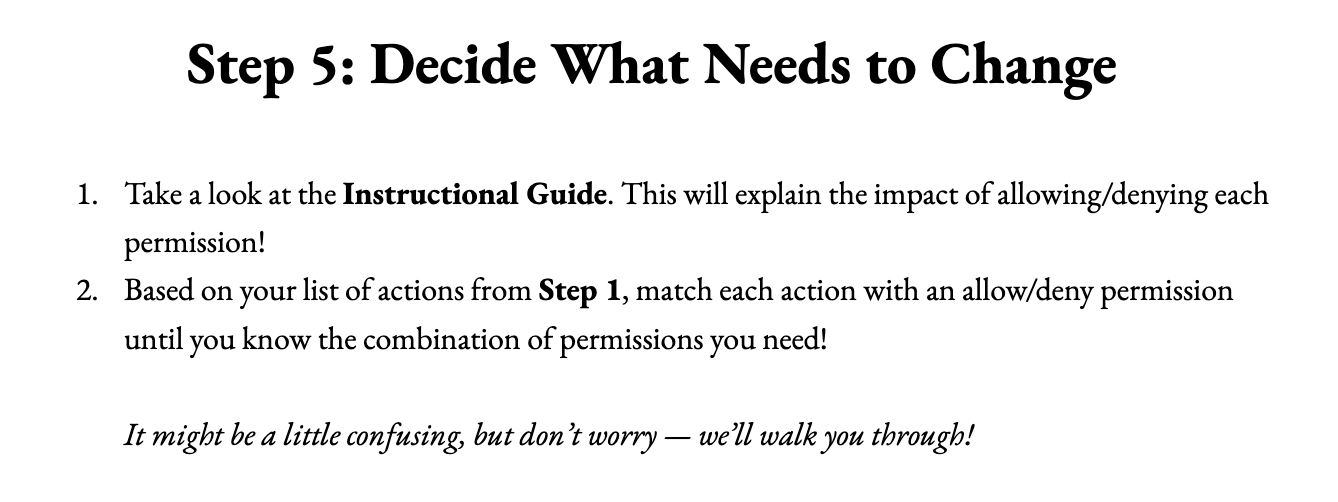 Step 5: Decide What Needs to Change
1. Take a look at the Instructional Guide. This will explain the impact of allowing/denying each
permission!
2. Based on your list of actions from Step 1, match each action with an allow/deny permission
until you know the combination of permissions you need!
It might be a little confusing, but don’t worry — we’ll walk you through!